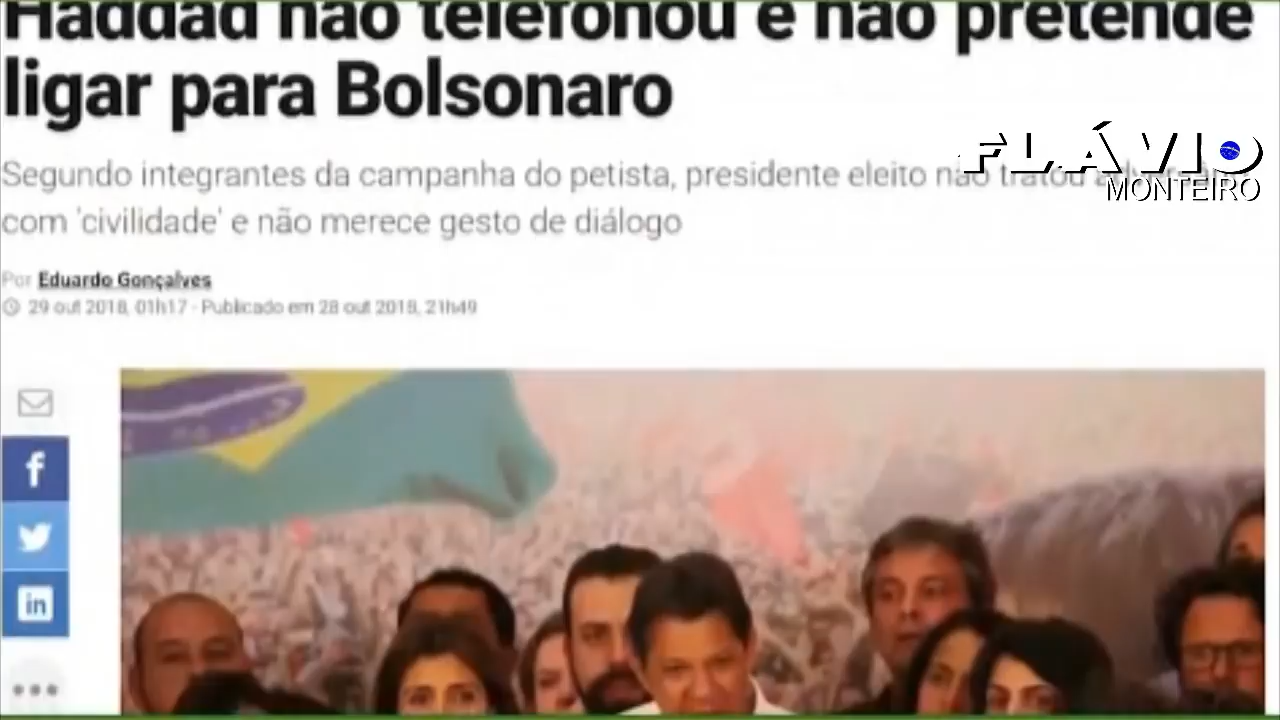 Haddad não telefonou e não pretende
ligar para Bolsonaro
FLÁVIO
MONTEIRO
Segundo integrantes da campanha do petista, presidente eleito não tratou
com 'civilidade' e não merece gesto de diálogo
Por Eduardo Gonçalves
29 out 2018, 01h17 - Publicado em 28 out 2018, 21h49
f
in